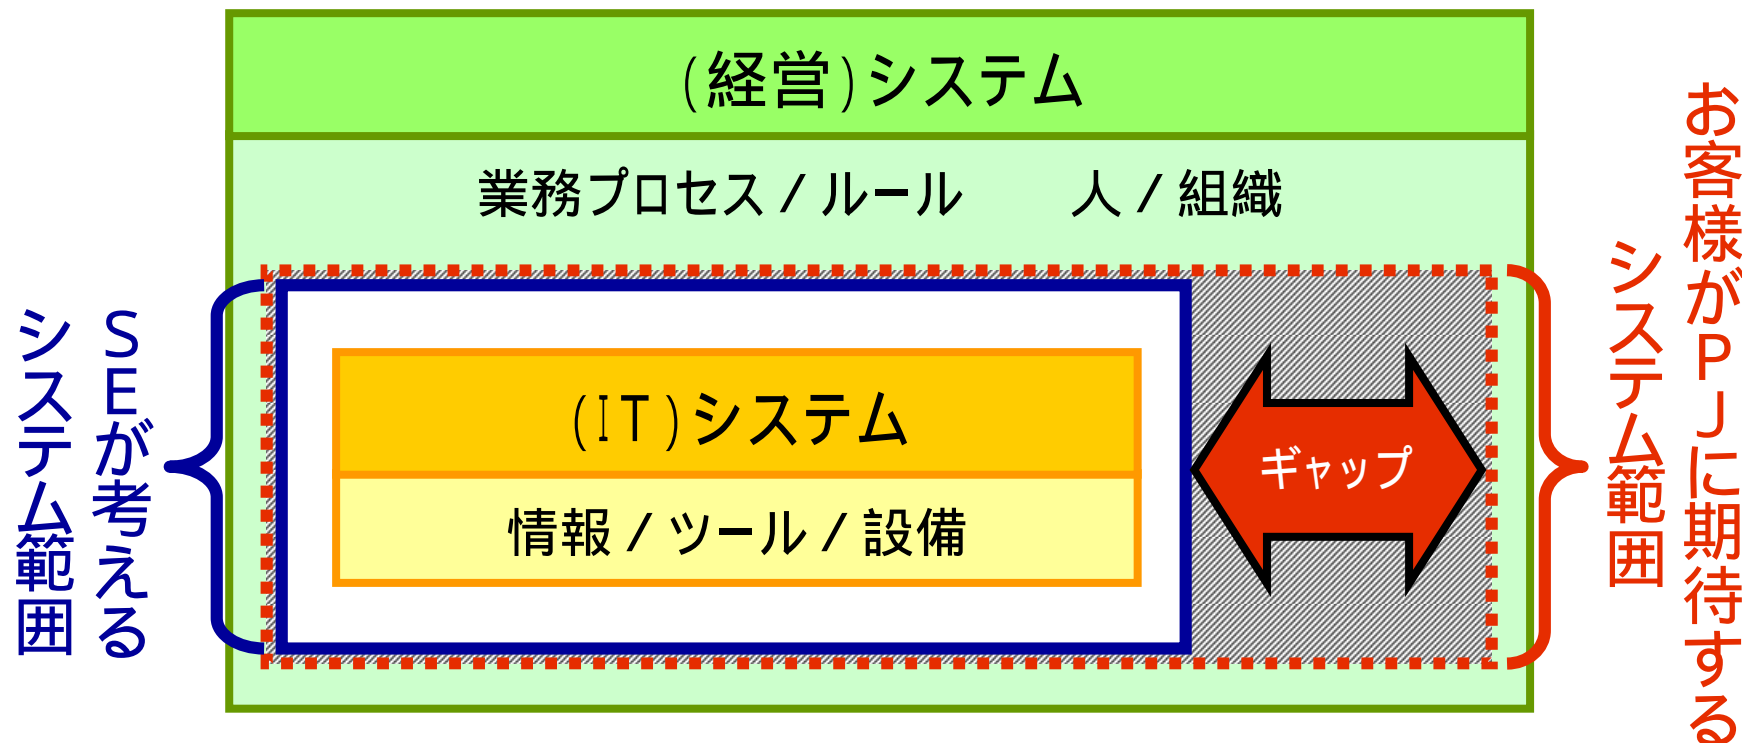 (経営)システム
業務プロセス/ルール　人/組織
SEが考える
システム範囲
(IT)システム
情報/ツール/設備
ギャップ
お客様がPJに期待する
システム範囲